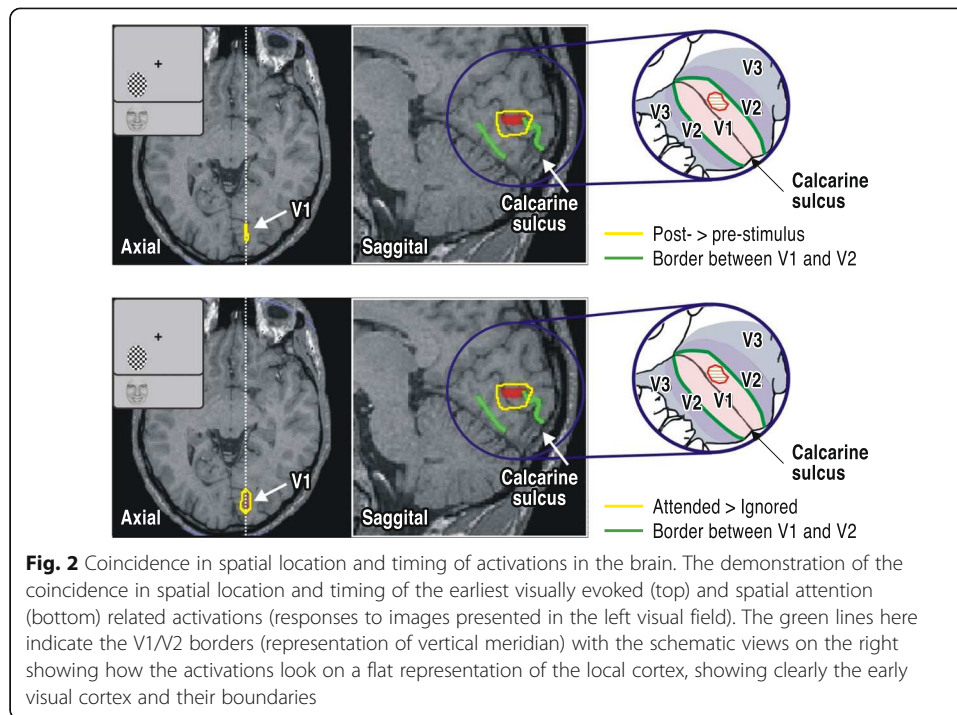 V1
Axial
Calcarine
sulcus
Saggital
V3
V3
V2
V2
V1
Calcarine
sulcus
Post- > pre-stimulus
Border between V1 and V2
V1
Axial
Calcarine
sulcus
Saggital
V3
V3
V2
V2
V1
Calcarine
sulcus
Attended > Ignored
Border between V1 and V2
Fig. 2 Coincidence in spatial location and timing of activations in the brain. The demonstration of the
coincidence in spatial location and timing of the earliest visually evoked (top) and spatial attention
(bottom) related activations (responses to images presented in the left visual field). The green lines here
indicate the V1/V2 borders (representation of vertical meridian) with the schematic views on the right
showing how the activations look on a flat representation of the local cortex, showing clearly the early
visual cortex and their boundaries